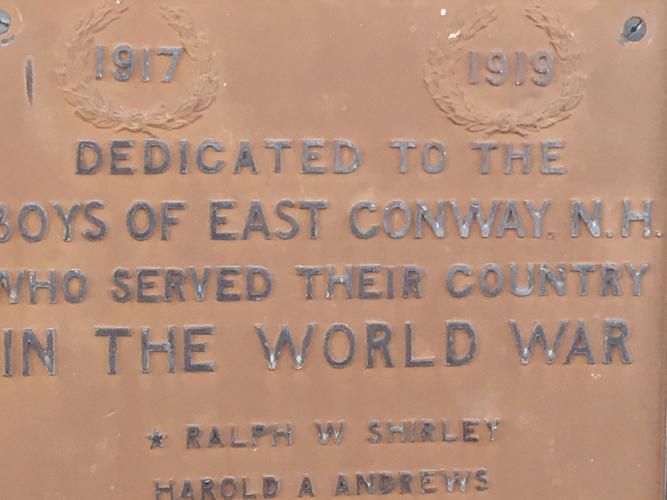 1917 1919
DEDICATED TO THE
BOYS OF EAST CONWAY, N.H.
WHO SERVED THEIR COUNTRY
IN THE WORLD WAR
★ RALPH W SHIRLEY
HAROLD A ANDREWS